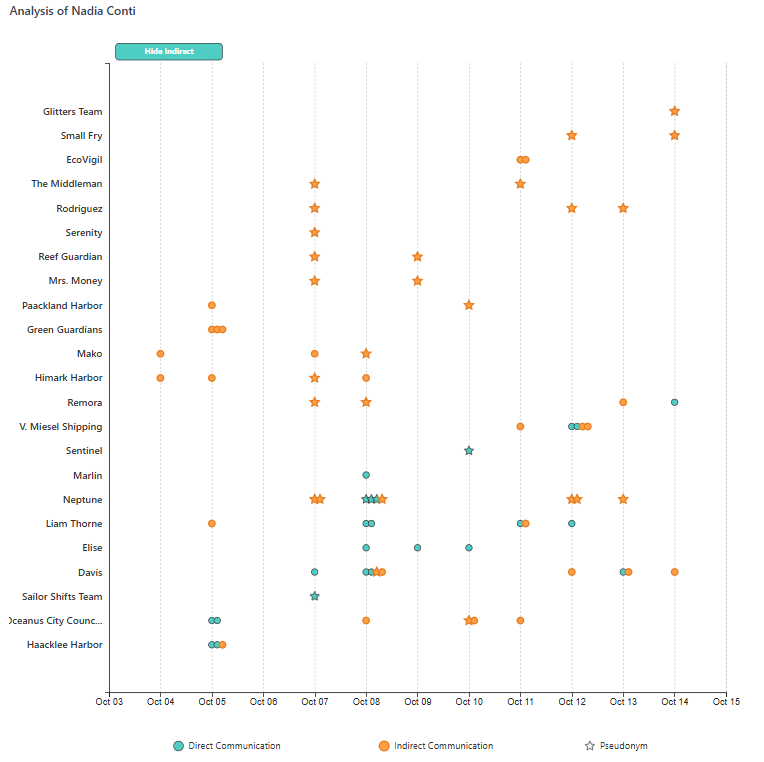 Analysis of Nadia Conti
Hide Indirect
Glitters Team
Small Fry
EcoVigil
The Middleman
Rodriguez
Serenity
Reef Guardian
Mrs. Money
Paackland Harbor
Green Guardians
Mako
Himark Harbor
Remora
V. Miesel Shipping
Sentinel
Marlin
Neptune
Liam Thorne
Elise
Davis
Sailor Shifts Team
Oceanus City Counc...
Haacklee Harbor
Oct 03 Oct 04 Oct 05 Oct 06 Oct 07 Oct 08 Oct 09 Oct 10 Oct 11 Oct 12 Oct 13 Oct 14 Oct 15
Direct Communication Indirect Communication Pseudonym